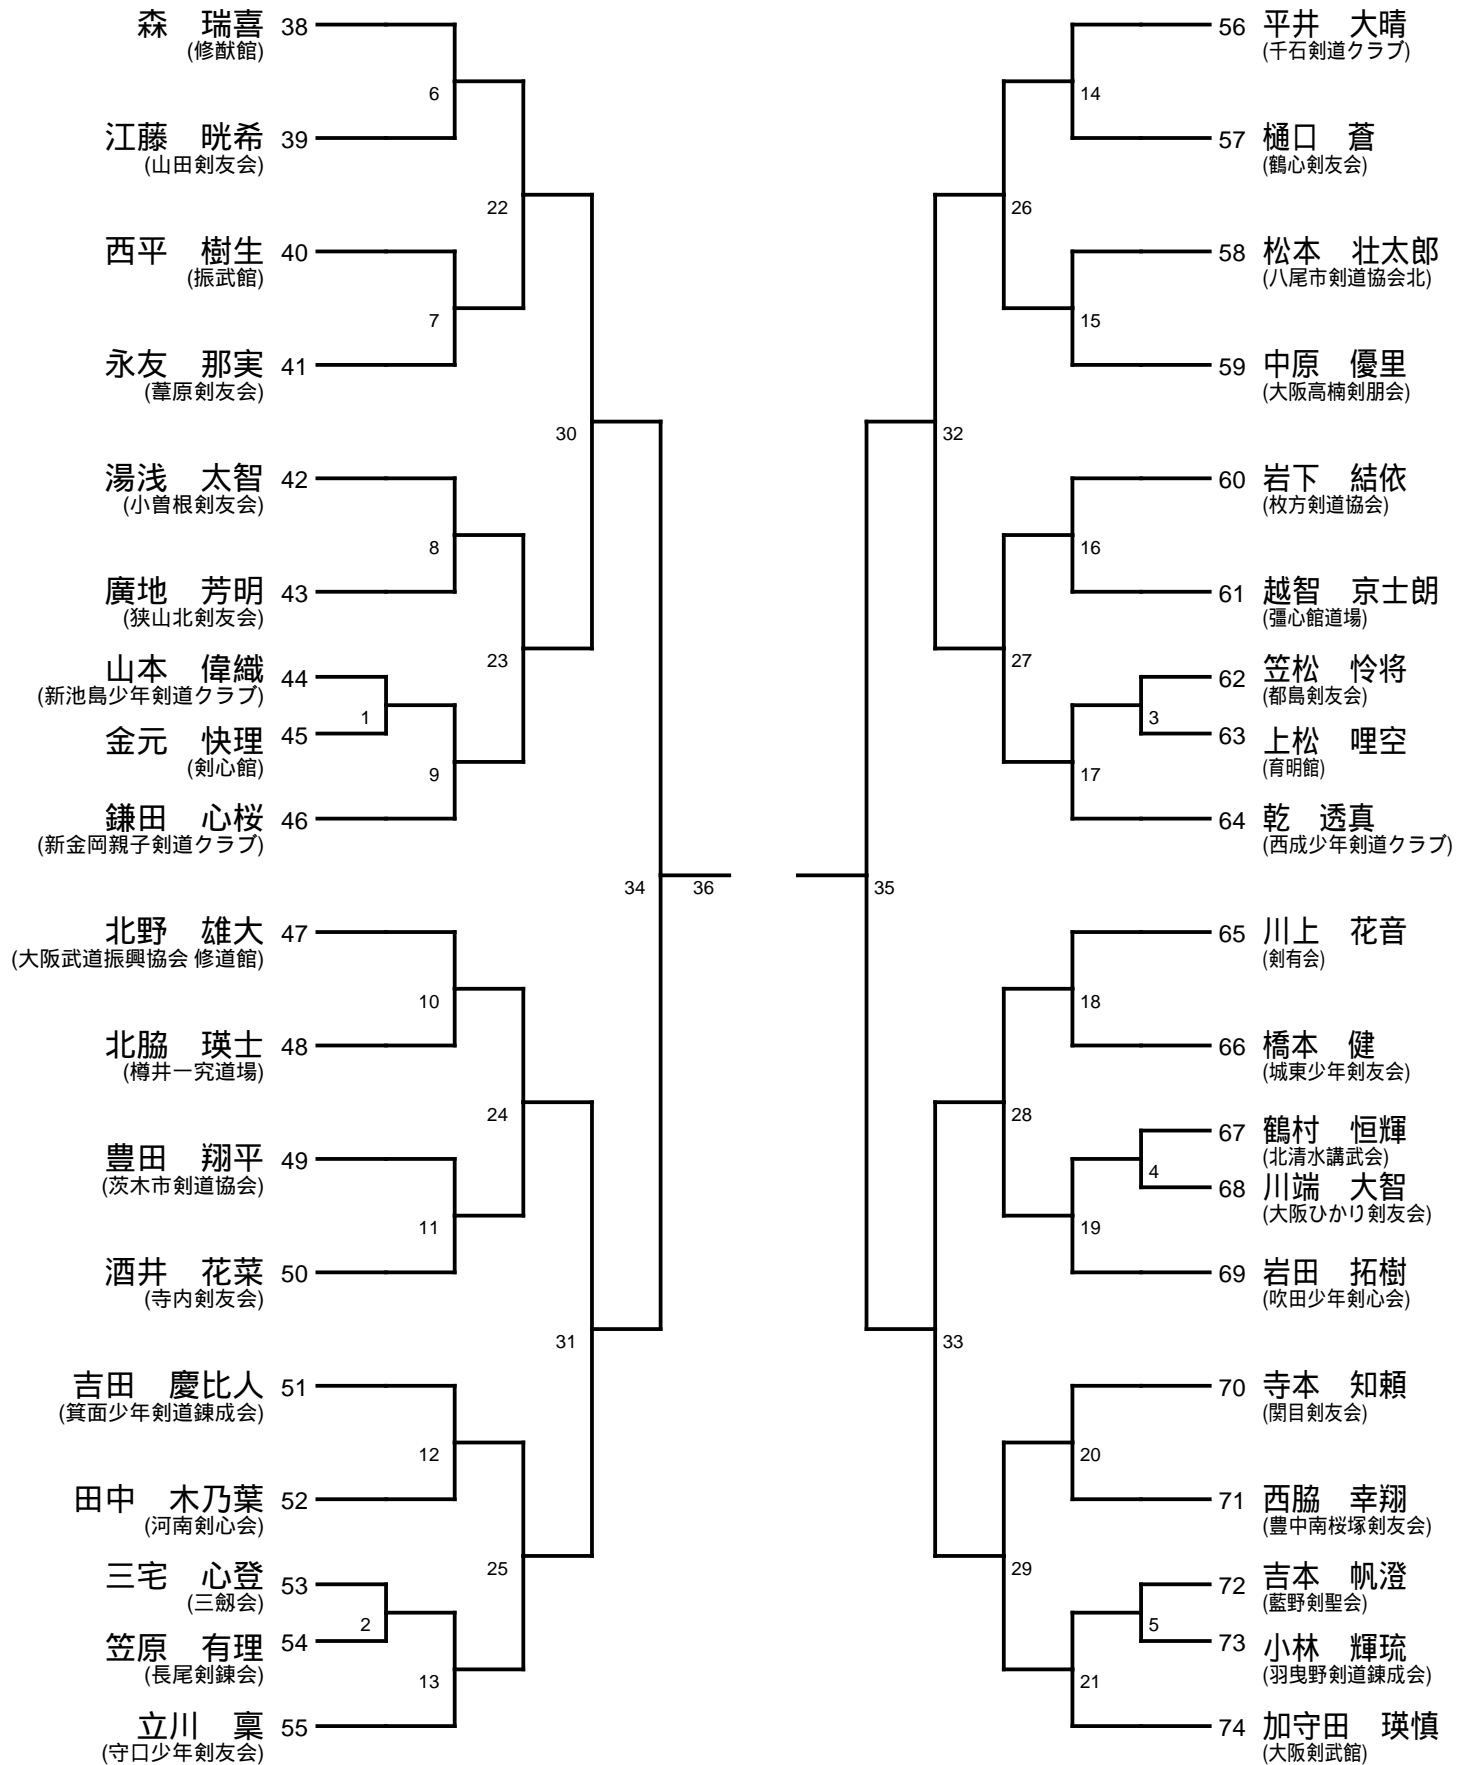 森　瑞喜 38
(修猷館)
6
江藤　晄希 39
(山田剣友会)
22
西平　樹生 40
(振武館)
7
永友　那実 41
(葦原剣友会)
30
湯浅　太智 42
(小曽根剣友会)
8
廣地　芳明 43
(狭山北剣友会)
23
山本　偉織 44
(新池島少年剣道クラブ)
1
金元　快理 45
(剣心館)
9
鎌田　心桜 46
(新金岡親子剣道クラブ)
34
36
北野　雄大 47
(大阪武道振興協会 修道館)
10
北脇　瑛士 48
(樽井一究道場)
24
豊田　翔平 49
(茨木市剣道協会)
11
酒井　花菜 50
(寺内剣友会)
31
吉田　慶比人 51
(箕面少年剣道錬成会)
12
田中　木乃葉 52
(河南剣心会)
25
三宅　心登 53
(三劔会)
2
笠原　有理 54
(長尾剣錬会)
13
立川　稟 55
(守口少年剣友会)
56 平井　大晴
(千石剣道クラブ)
14
57 樋口　蒼
(鶴心剣友会)
26
58 松本　壮太郎
(八尾市剣道協会北)
15
59 中原　優里
(大阪高楠剣朋会)
32
60 岩下　結依
(枚方剣道協会)
16
61 越智　京士朗
(彊心館道場)
27
62 笠松　怜将
(都島剣友会)
3
63 上松　哩空
(育明館)
17
64 乾　透真
(西成少年剣道クラブ)
35
65 川上　花音
(剣有会)
18
66 橋本　健
(城東少年剣友会)
28
67 鶴村　恒輝
(北清水講武会)
4
68 川端　大智
(大阪ひかり剣友会)
19
69 岩田　拓樹
(吹田少年剣心会)
33
70 寺本　知頼
(関目剣友会)
20
71 西脇　幸翔
(豊中南桜塚剣友会)
29
72 吉本　帆澄
(藍野剣聖会)
5
73 小林　輝琉
(羽曳野剣道錬成会)
21
74 加守田　瑛慎
(大阪剣武館)